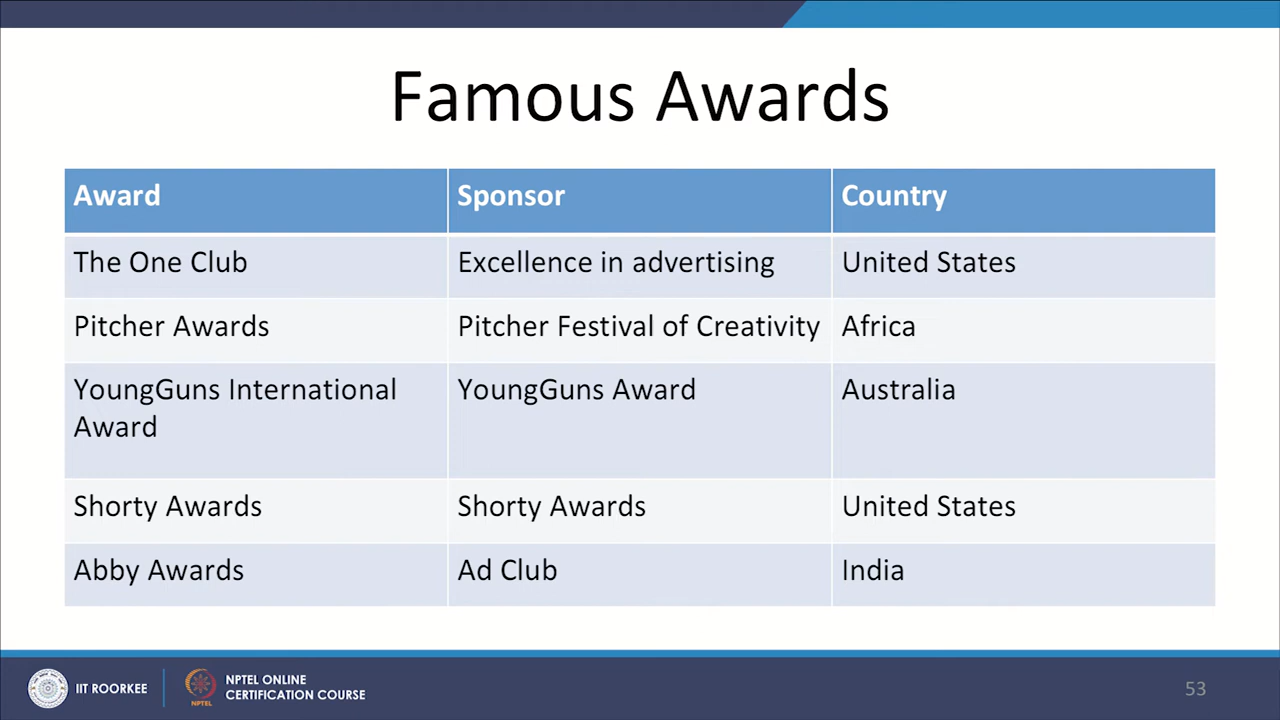 Famous Awards
Award Sponsor Country
The One Club Excellence in advertising United States
Pitcher Awards Pitcher Festival of Creativity Africa
YoungGuns International YoungGuns Award Australia
Award
Shorty Awards Shorty Awards United States
Abby Awards Ad Club India
IIT ROORKEE
NPTEL
NPTEL ONLINE
CERTIFICATION COURSE
53